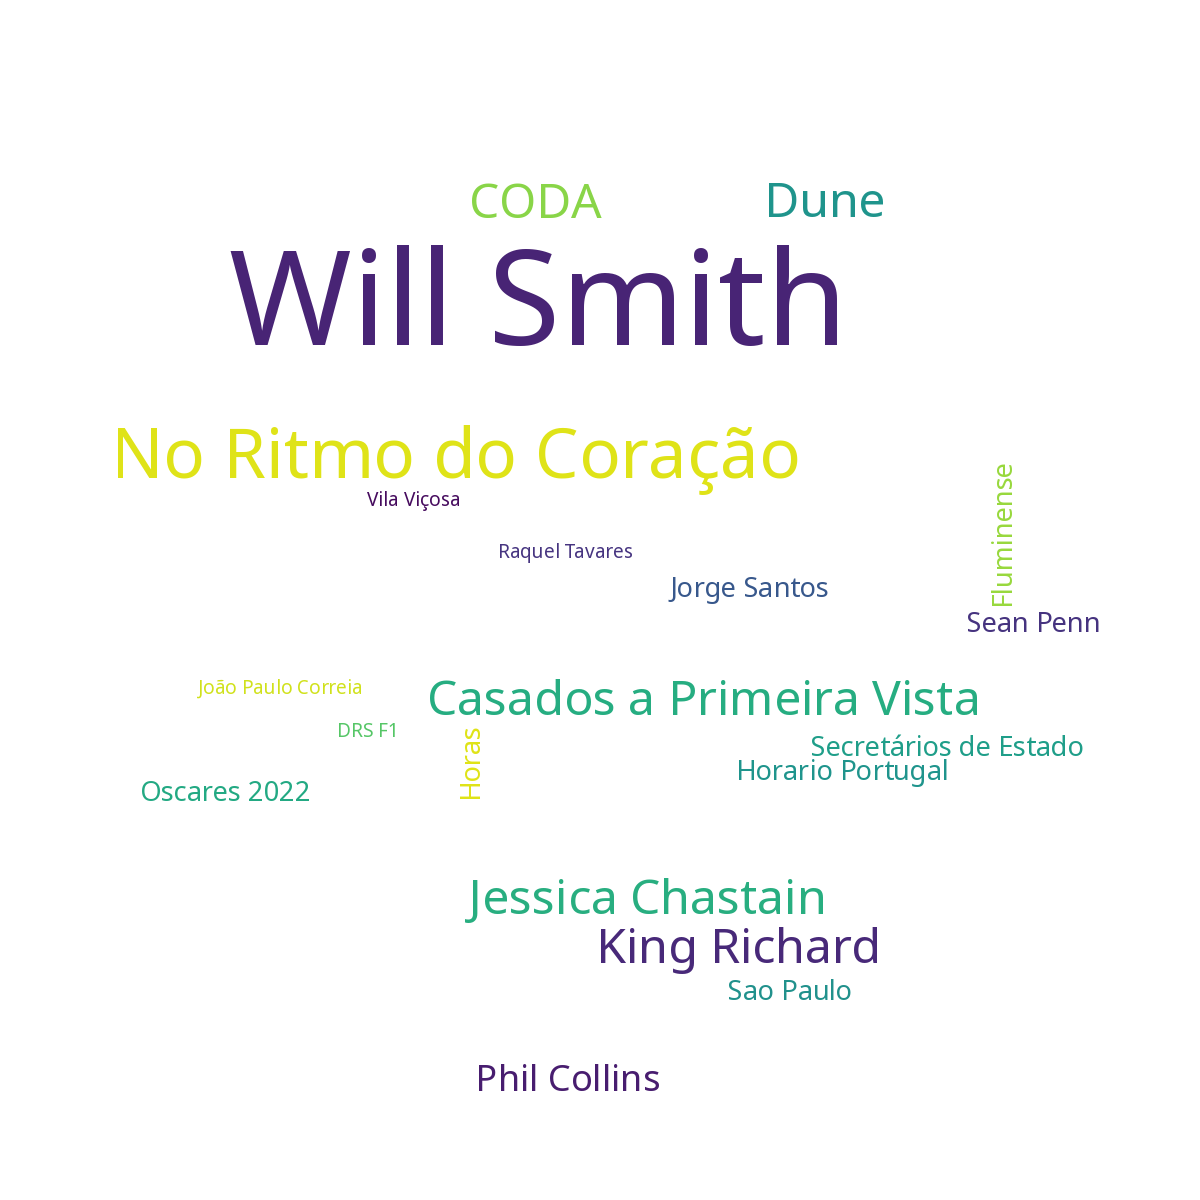 CODA
Dune
Will Smith
No Ritmo do Coração
Vila Viçosa
Fluminense
Raquel Tavares
Jorge Santos
Sean Penn
João Paulo Correia
Casados a Primeira Vista
DRS F1
Horas
Secretários de Estado
Horario Portugal
Oscares 2022
Jessica Chastain
King Richard
Sao Paulo
Phil Collins